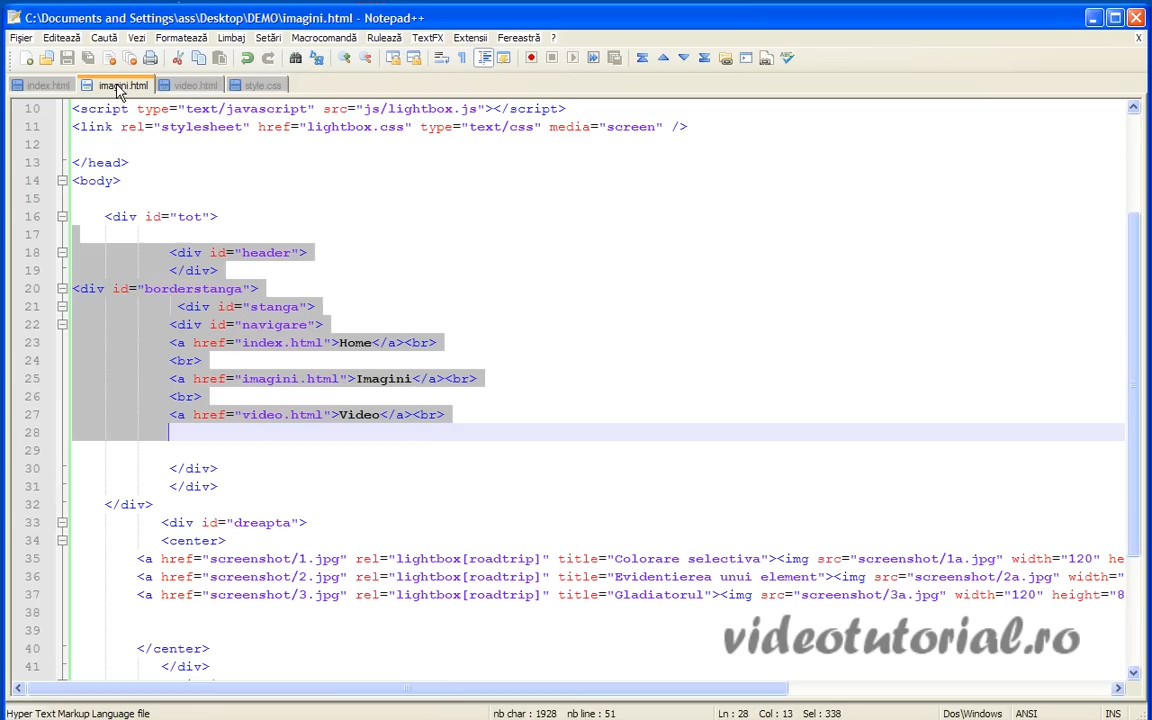 C:\Documents and Settings\ass\Desktop\DEMO\imagini.html - Notepad++
Fișier Editează Caută Vezi Formatează Limbaj Setări Macrocomandă Rulează TextFX Extensii Fereastră ? X
index.html imagini.html video.html style.css
10 <script type="text/javascript" src="js/lightbox.js"></script>
11 <link rel="stylesheet" href="lightbox.css" type="text/css" media="screen" />
12
13 </head>
14 <body>
15
16 <div id="tot">
17
18 <div id="header">
19 </div>
20 <div id="borderstanga">
21 <div id="stanga">
22 <div id="navigare">
23 <a href="index.html">Home</a><br>
24 <br>
25 <a href="imagini.html">Imagini</a><br>
26 <br>
27 <a href="video.html">Video</a><br>
28
29
30 </div>
31 </div>
32 </div>
33 <div id="dreapta">
34 <center>
35 <a href="screenshot/1.jpg" rel="lightbox[roadtrip]" title="Colorare selectiva"><img src="screenshot/1a.jpg" width="120" he
36 <a href="screenshot/2.jpg" rel="lightbox[roadtrip]" title="Evidentierea unui element"><img src="screenshot/2a.jpg" width="
37 <a href="screenshot/3.jpg" rel="lightbox[roadtrip]" title="Gladiatorul"><img src="screenshot/3a.jpg" width="120" height="8
38
39
40 </center>
41 </div>
videotutorial.ro
Hyper Text Markup Language file nb char : 1928 nb line : 51 Ln : 28 Col : 13 Sel : 338 Dos\Windows ANSI INS